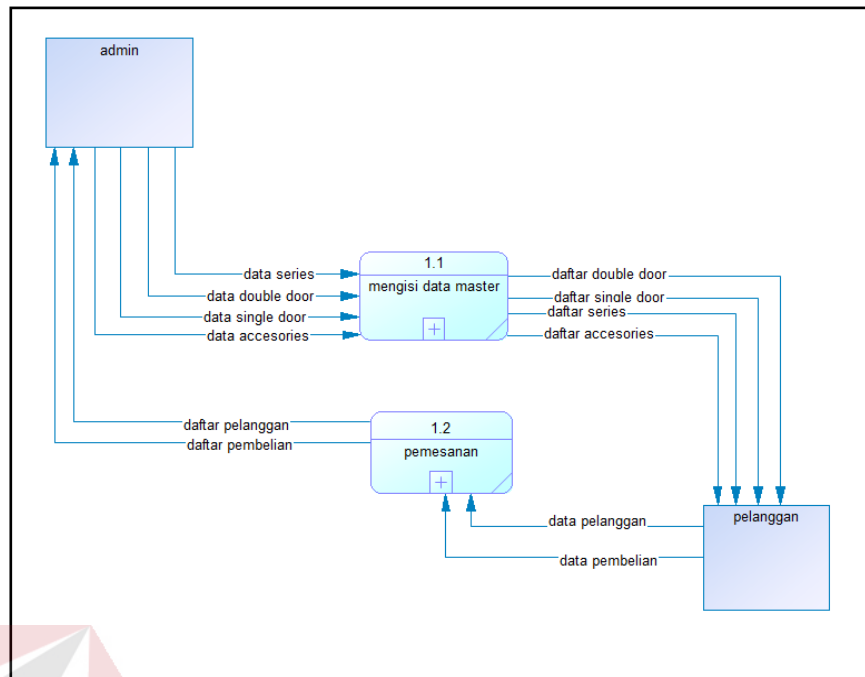 admin
1.1
mengisi data master
data series
data double door
data single door
data accesories
daftar double door
daftar single door
daftar series
daftar accesories
daftar pelanggan
daftar pembelian
1.2
pemesanan
data pelanggan
data pembelian
pelanggan